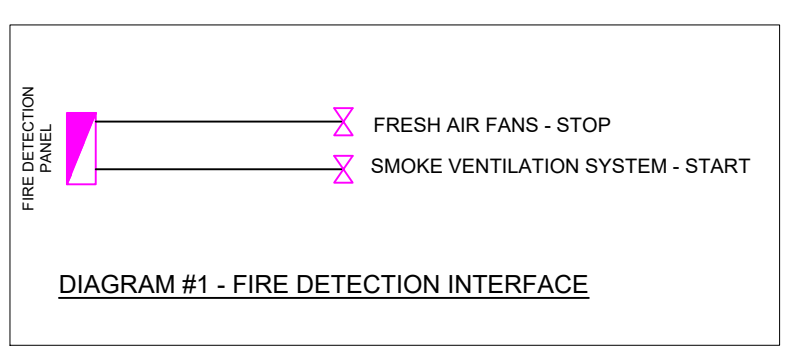 FIRE DETECTION
PANEL
FRESH AIR FANS - STOP
SMOKE VENTILATION SYSTEM - START
DIAGRAM #1 - FIRE DETECTION INTERFACE